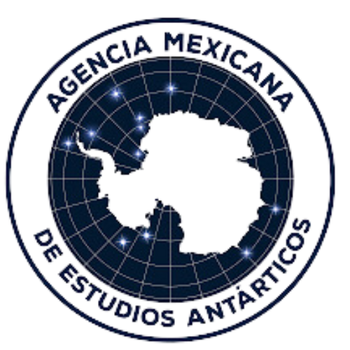 AGENCIA MEXICANA
DE ESTUDIOS ANTÁRTICOS